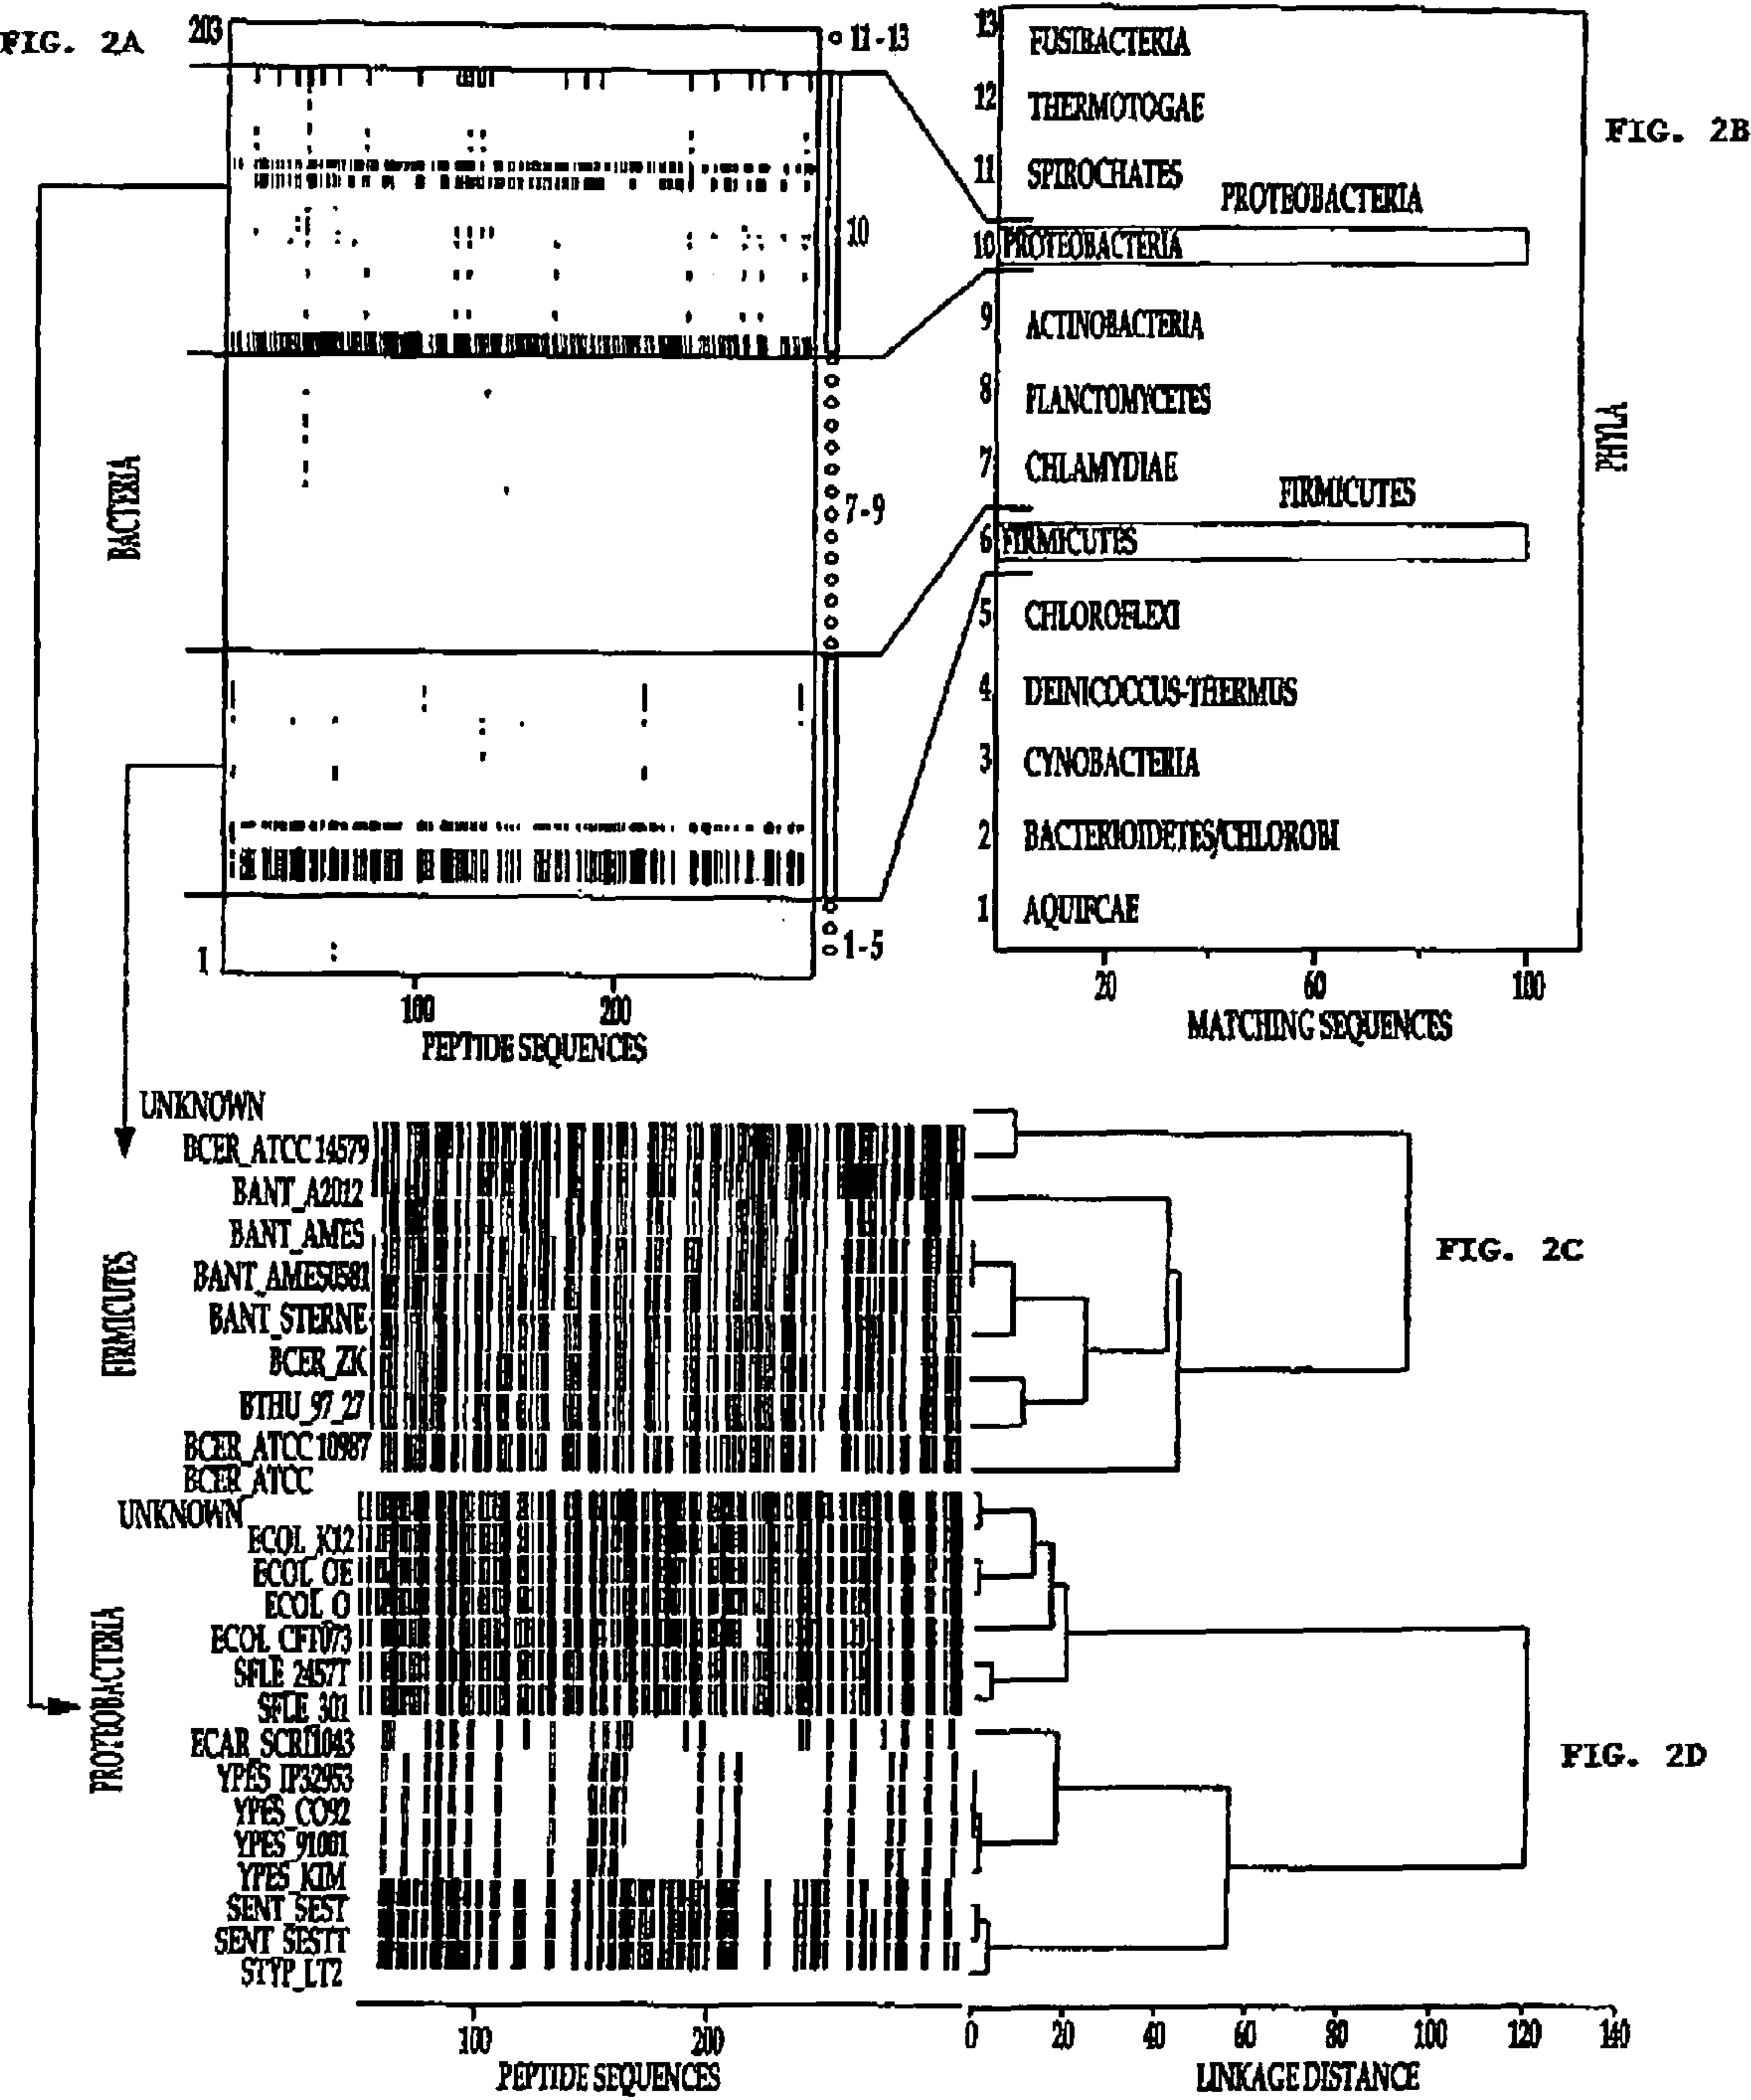 FIG. 2A
203
11-13
10
7-9
1-5
1
BACTERIA
100
200
PEPTIDE SEQUENCES
FIG. 2B
13 FUSIBACTERIA
12 THERMOTOGAE
11 SPIROCHATES
PROTEOBACTERIA
10 PROTEOBACTERIA
9 ACTINOBACTERIA
8 PLANCTOMYCETES
7 CHLAMYDIAE
FIRMICUTES
6 FIRMICUTES
5 CHLOROFLEXI
4 DEINICOCCUS-THERMUS
3 CYNOBACTERIA
2 BACTERIOIDETES/CHLOROBI
1 AQUIFCAE
PHYLA
20
60
100
MATCHING SEQUENCES
UNKNOWN
BCER_ATCC 14579
BANT_A2012
BANT_AMES
BANT_AMES0581
BANT_STERNE
BCER_ZK
BTHU_97_27
BCER_ATCC 10987
BCER_ATCC
FIRMICUTES
FIG. 2C
UNKNOWN
ECOL_K12
ECOL_OE
ECOL_O
ECOL_CFT073
SFLE_2457T
SFLE_301
ECAR_SCRI1043
YPES_IP32953
YPES_CO92
YPES_91001
YPES_KIM
SENT_SEST
SENT_SESTT
STYP_LT2
PROTEOBACTERIA
FIG. 2D
100
200
PEPTIDE SEQUENCES
0
20
40
60
80
100
120
140
LINKAGE DISTANCE